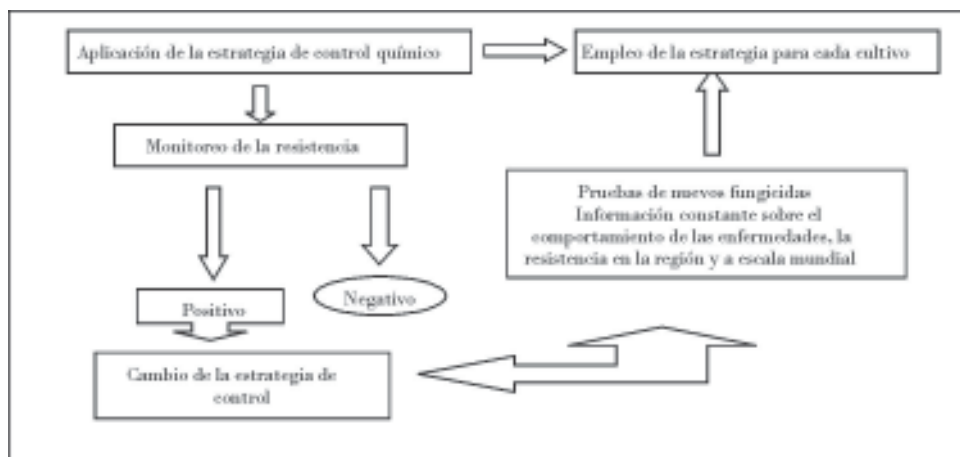 Aplicación de la estrategia de control químico
Empleo de la estrategia para cada cultivo
Monitoreo de la resistencia
Pruebas de nuevos fungicidas
Información constante sobre el
comportamiento de las enfermedades, la
resistencia en la región y a escala mundial
Positivo
Negativo
Cambio de la estrategia de
control